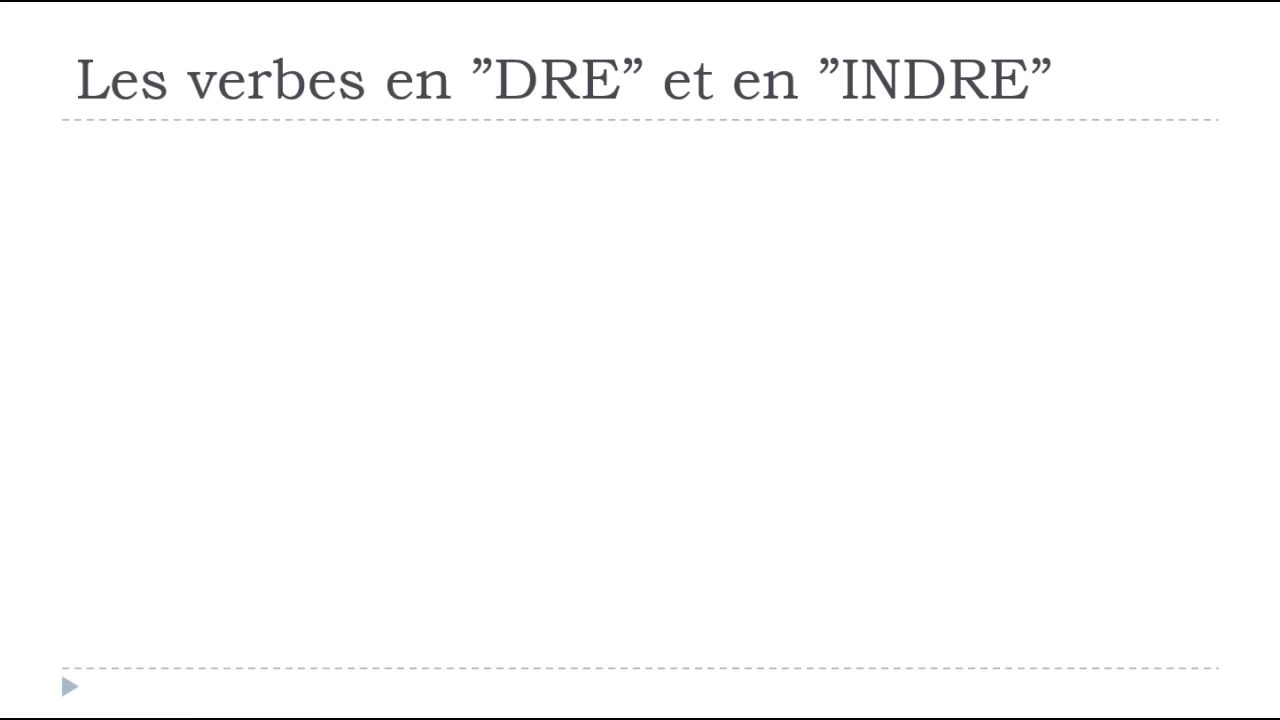 Les verbes en ”DRE” et en ”INDRE”